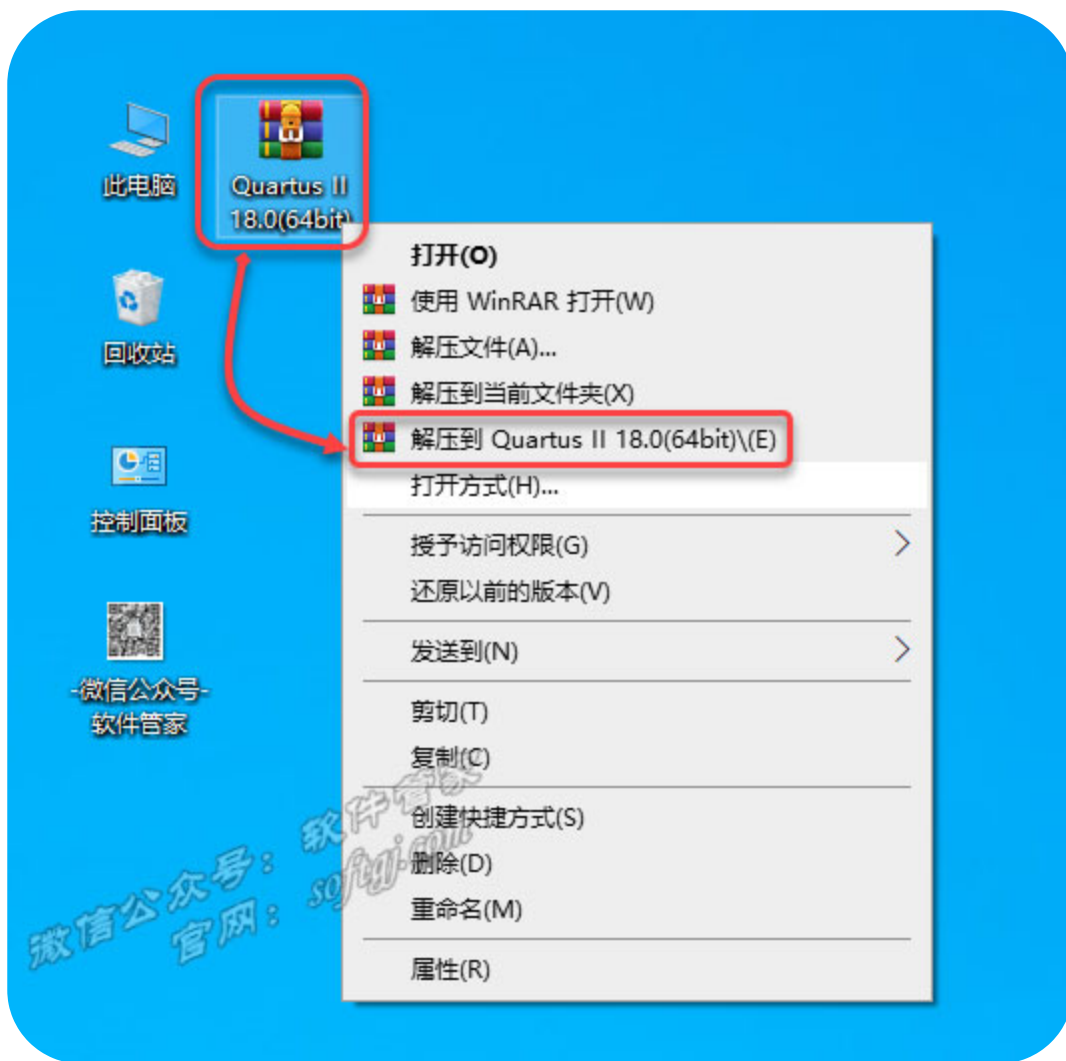 此电脑
Quartus II
18.0(64bit)
回收站
控制面板
-微信公众号-
软件管家
打开(O)
使用 WinRAR 打开(W)
解压文件(A)...
解压到当前文件夹(X)
解压到 Quartus II 18.0(64bit)\(E)
打开方式(H)...
授予访问权限(G)
还原以前的版本(V)
发送到(N)
剪切(T)
复制(C)
创建快捷方式(S)
删除(D)
重命名(M)
属性(R)
微信公众号：软件管家
官网：softgj.com